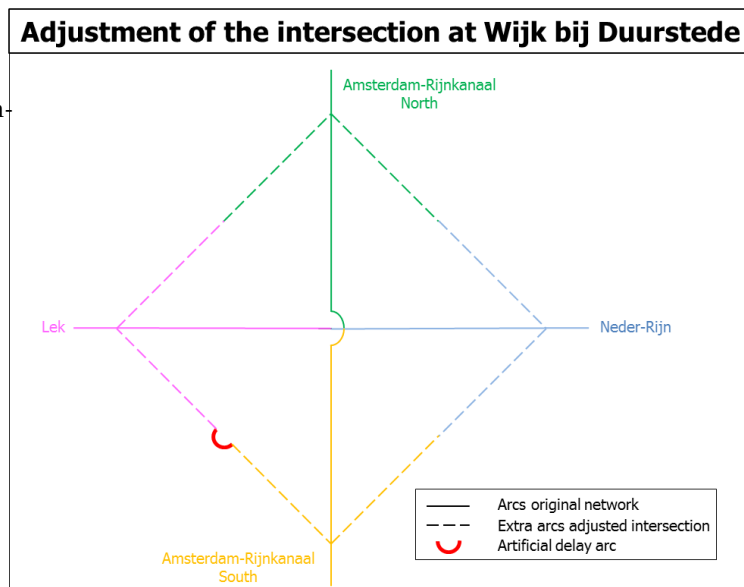 Adjustment of the intersection at Wijk bij Duurstede
Amsterdam-Rijnkanaal
North
Lek
Neder-Rijn
Amsterdam-Rijnkanaal
South
Arcs original network
Extra arcs adjusted intersection
Artificial delay arc